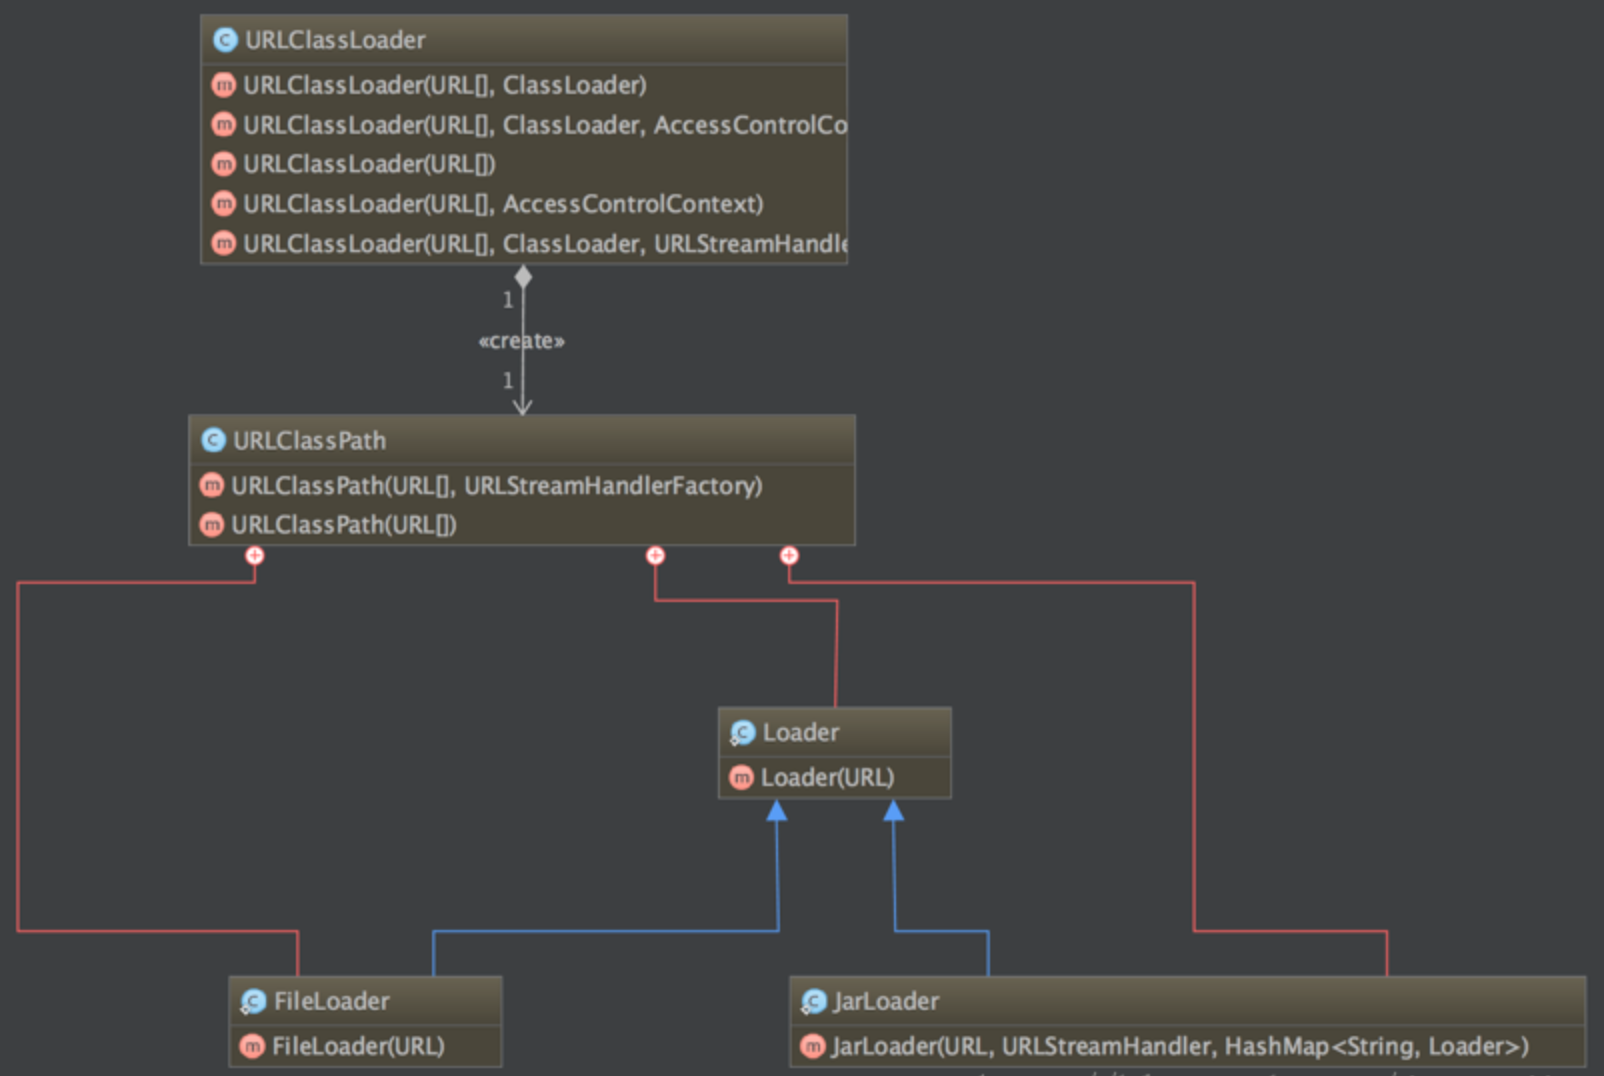 URLClassLoader
URLClassLoader(URL[], ClassLoader)
URLClassLoader(URL[], ClassLoader, AccessControlCo
URLClassLoader(URL[])
URLClassLoader(URL[], AccessControlContext)
URLClassLoader(URL[], ClassLoader, URLStreamHandle
1
«create»
1
URLClassPath
URLClassPath(URL[], URLStreamHandlerFactory)
URLClassPath(URL[])
Loader
Loader(URL)
FileLoader
FileLoader(URL)
JarLoader
JarLoader(URL, URLStreamHandler, HashMap<String, Loader>)